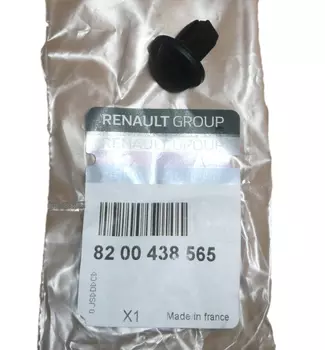 RENAULT GROUP
82 00 438 565
X1
Made in france